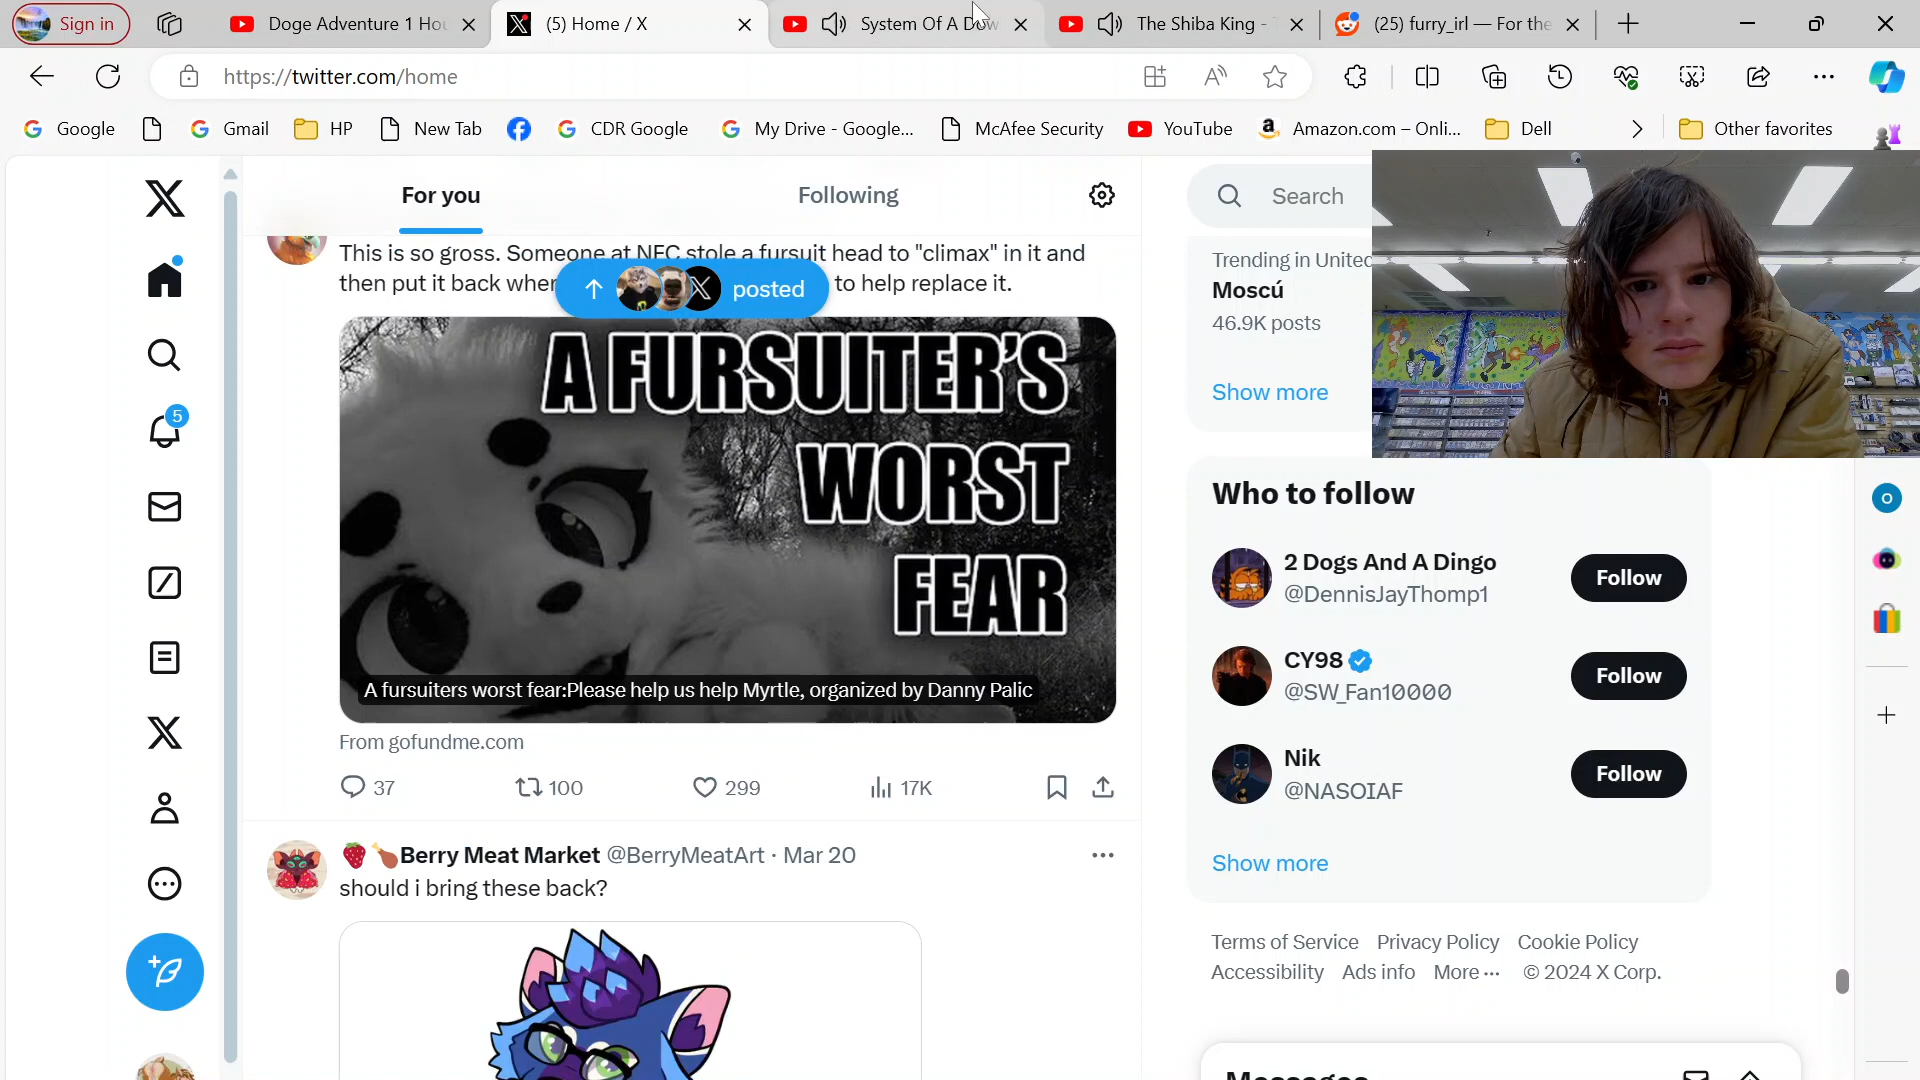 Sign in
Doge Adventure 1 Hou
(5) Home / X
System Of A Dow
The Shiba King -
(25) furry_irl — For the
https://twitter.com/home
Google
Gmail
HP
New Tab
CDR Google
My Drive - Google...
McAfee Security
YouTube
Amazon.com – Onli...
Dell
Other favorites
For you
Following
Search
This is so gross. Someone at NFC stole a fursuit head to "climax" in it and
then put it back wher
to help replace it.
posted
A FURSUITER'S
WORST
FEAR
A fursuiters worst fear:Please help us help Myrtle, organized by Danny Palic
From gofundme.com
37 100 299 17K
Berry Meat Market @BerryMeatArt · Mar 20
should i bring these back?
5
Trending in United
Moscú
46.9K posts
Show more
Who to follow
2 Dogs And A Dingo
@DennisJayThomp1
Follow
CY98
@SW_Fan10000
Follow
Nik
@NASOIAF
Follow
Show more
Terms of Service Privacy Policy Cookie Policy
Accessibility Ads info More ··· © 2024 X Corp.
Messages